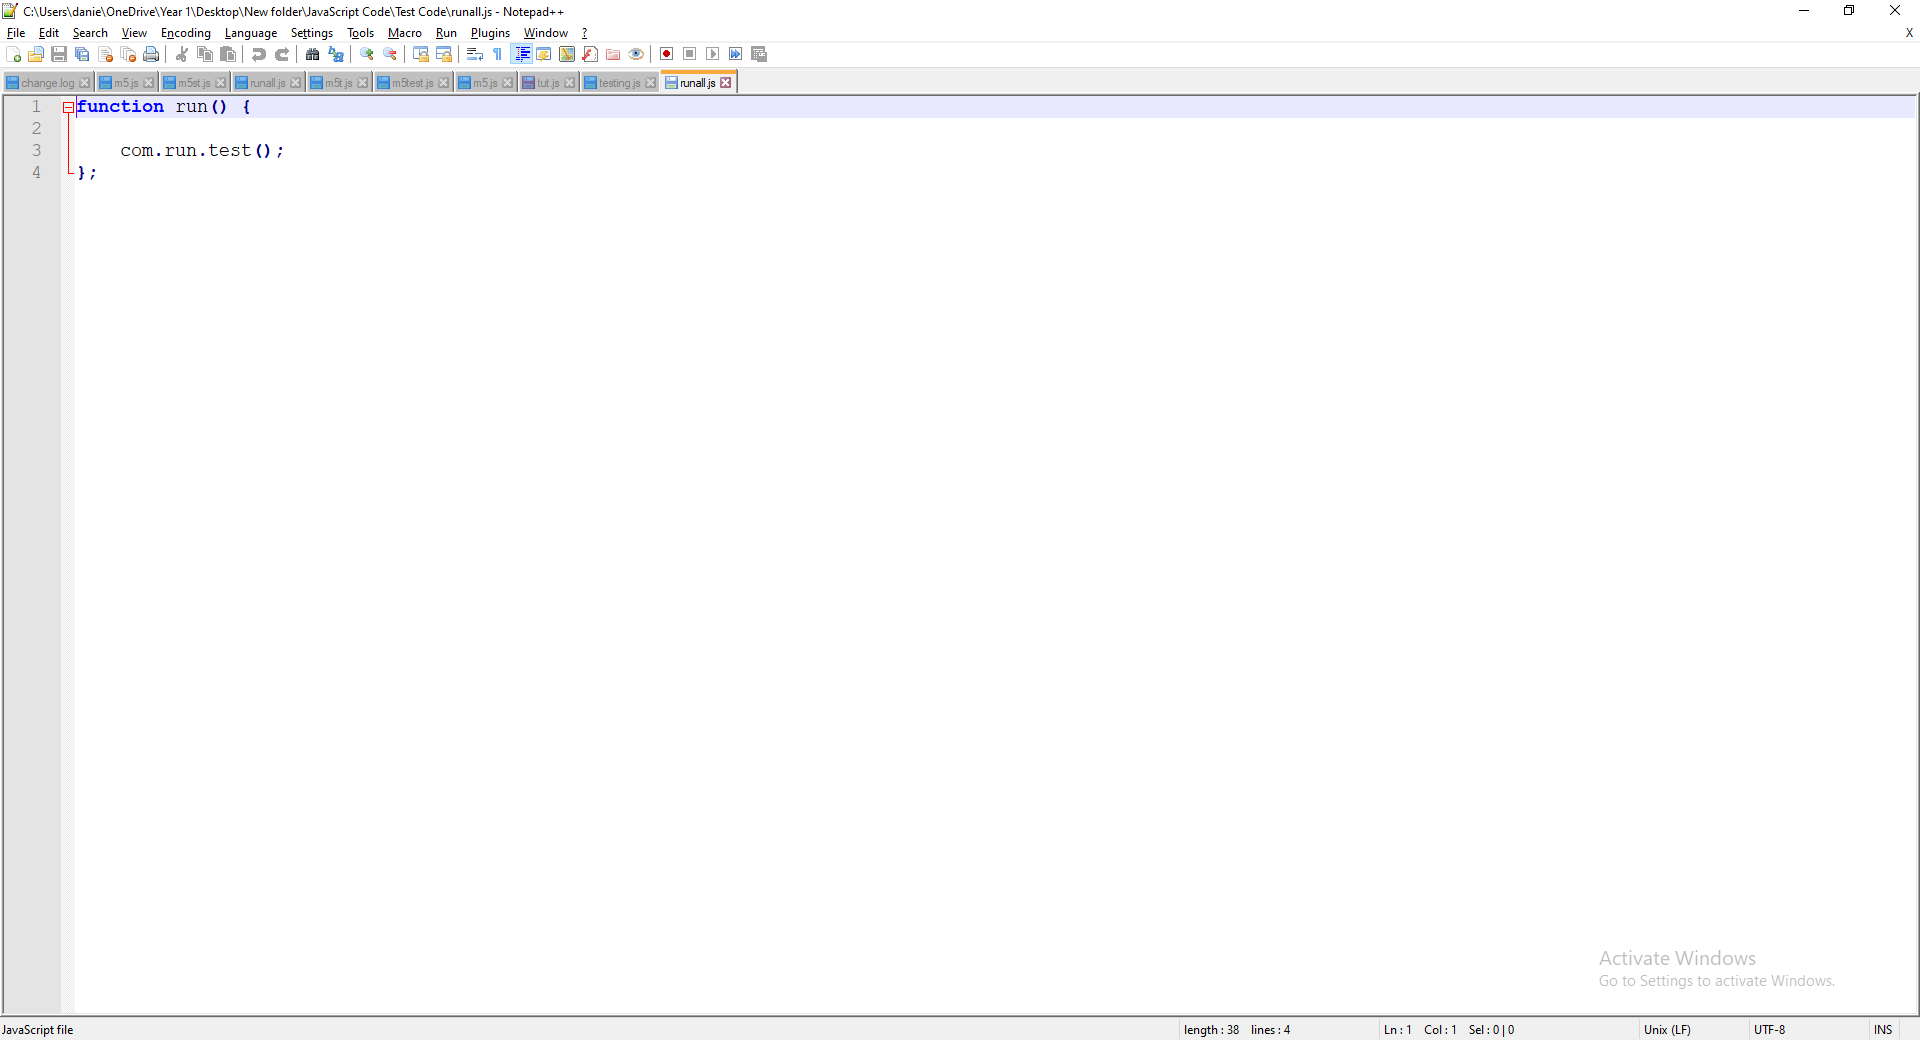 C:\Users\danie\OneDrive\Year 1\Desktop\New folder\JavaScript Code\Test Code\runall.js - Notepad++
File Edit Search View Encoding Language Settings Tools Macro Run Plugins Window ? X
change.log m5.js m5st.js runall.js m5t.js m5test.js m5.js tut.js testing.js runall.js
1 function run() {
2
3 com.run.test();
4 };
Activate Windows
Go to Settings to activate Windows.
JavaScript file length : 38 lines : 4 Ln : 1 Col : 1 Sel : 0 | 0 Unix (LF) UTF-8 INS